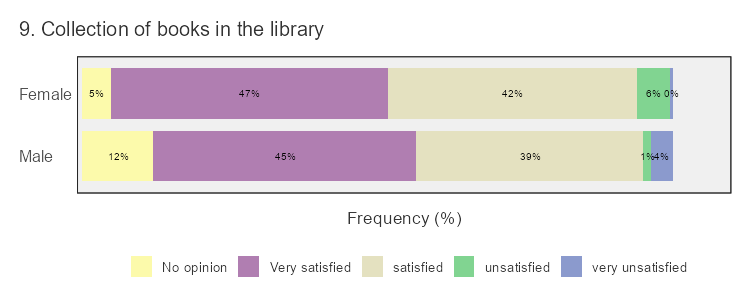 9. Collection of books in the library
Female 5% 47% 42% 6% 0%
Male 12% 45% 39% 1% 4%
Frequency (%)
No opinion Very satisfied satisfied unsatisfied very unsatisfied